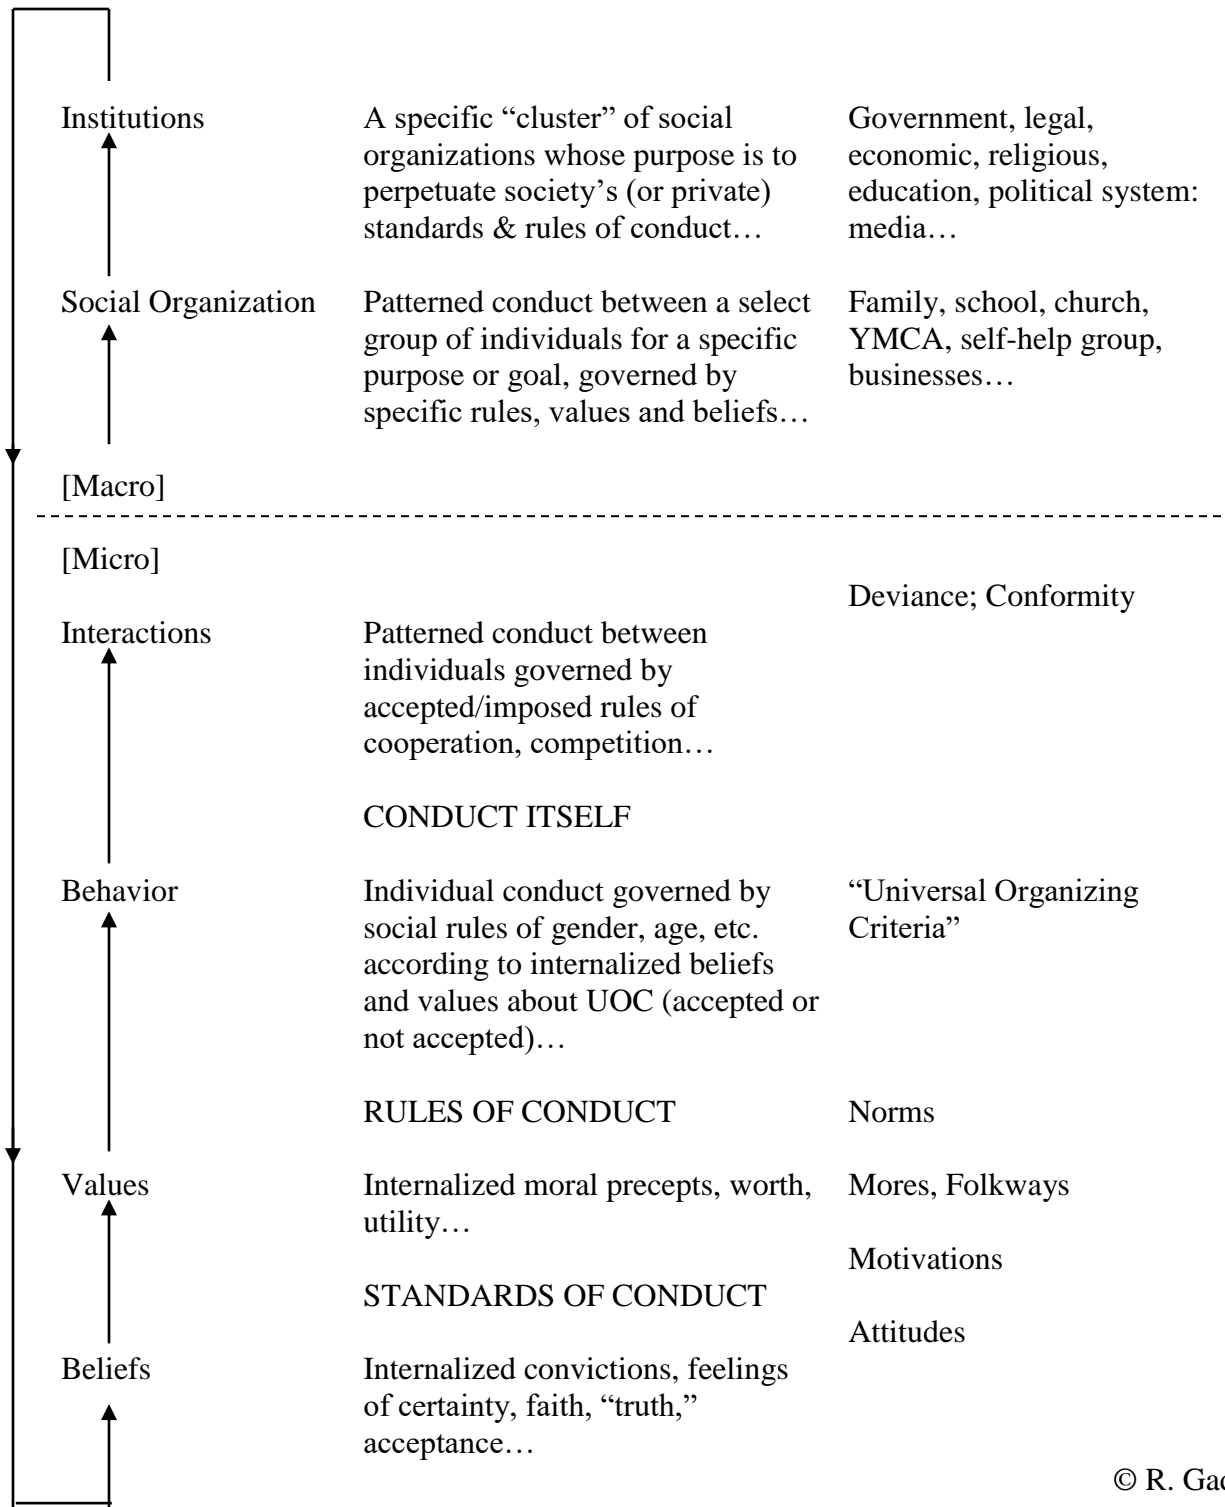 Institutions
A specific “cluster” of social
organizations whose purpose is to
perpetuate society’s (or private)
standards & rules of conduct…
Government, legal,
economic, religious,
education, political system:
media…
Social Organization
Patterned conduct between a select
group of individuals for a specific
purpose or goal, governed by
specific rules, values and beliefs…
Family, school, church,
YMCA, self-help group,
businesses…
[Macro]
[Micro]
Deviance; Conformity
Interactions
Patterned conduct between
individuals governed by
accepted/imposed rules of
cooperation, competition…
CONDUCT ITSELF
Behavior
Individual conduct governed by
social rules of gender, age, etc.
according to internalized beliefs
and values about UOC (accepted or
not accepted)…
“Universal Organizing
Criteria”
RULES OF CONDUCT
Norms
Values
Internalized moral precepts, worth,
utility…
Mores, Folkways
Motivations
STANDARDS OF CONDUCT
Attitudes
Beliefs
Internalized convictions, feelings
of certainty, faith, “truth,”
acceptance…
© R.